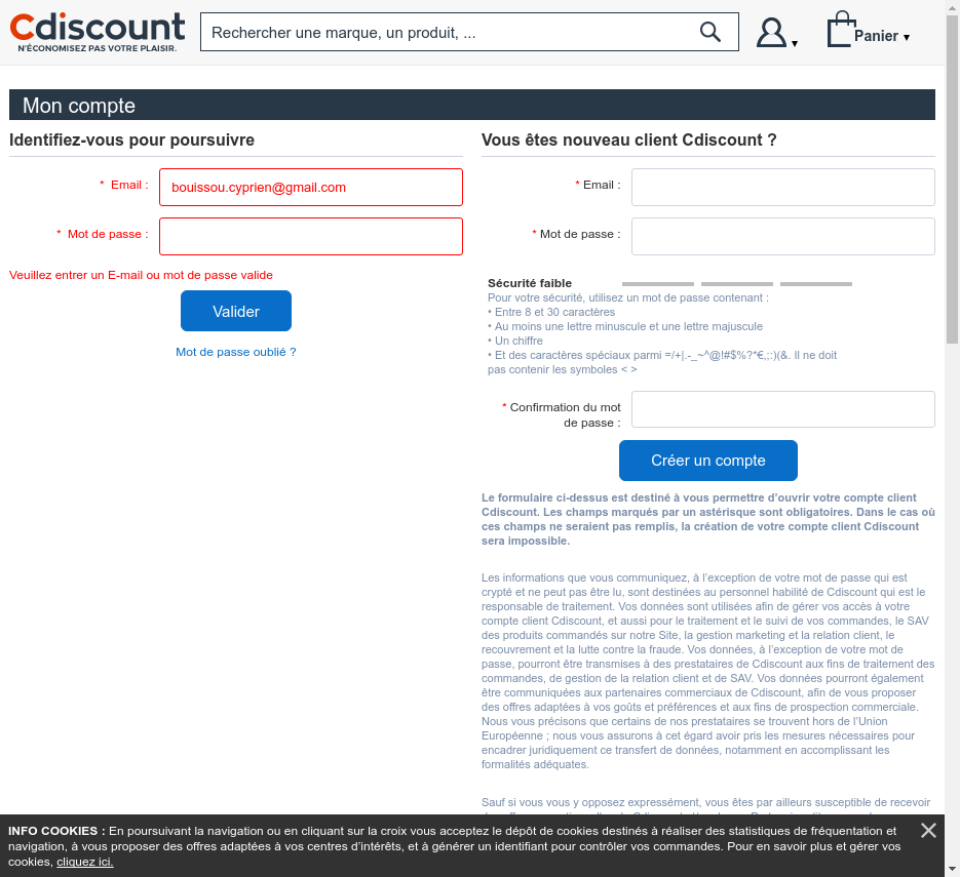 Cdiscount
N'ÉCONOMISEZ PAS VOTRE PLAISIR.
Rechercher une marque, un produit, ...
Panier
Mon compte
Identifiez-vous pour poursuivre
* Email :
bouissou.cyprien@gmail.com
* Mot de passe :
Veuillez entrer un E-mail ou mot de passe valide
Valider
Mot de passe oublié ?
Vous êtes nouveau client Cdiscount ?
* Email :
* Mot de passe :
Sécurité faible
Pour votre sécurité, utilisez un mot de passe contenant :
• Entre 8 et 30 caractères
• Au moins une lettre minuscule et une lettre majuscule
• Un chiffre
• Et des caractères spéciaux parmi =/+|.-_~^@!#$%?*€,;:)(&. Il ne doit
pas contenir les symboles < >
* Confirmation du mot
de passe :
Créer un compte
Le formulaire ci-dessus est destiné à vous permettre d'ouvrir votre compte client
Cdiscount. Les champs marqués par un astérisque sont obligatoires. Dans le cas où
ces champs ne seraient pas remplis, la création de votre compte client Cdiscount
sera impossible.
Les informations que vous communiquez, à l'exception de votre mot de passe qui est
crypté et ne peut pas être lu, sont destinées au personnel habilité de Cdiscount qui est le
responsable de traitement. Vos données sont utilisées afin de gérer vos accès à votre
compte client Cdiscount, et aussi pour le traitement et le suivi de vos commandes, le SAV
des produits commandés sur notre Site, la gestion marketing et la relation client, le
recouvrement et la lutte contre la fraude. Vos données, à l'exception de votre mot de
passe, pourront être transmises à des prestataires de Cdiscount aux fins de traitement des
commandes, de gestion de la relation client et de SAV. Vos données pourront également
être communiquées aux partenaires commerciaux de Cdiscount, afin de vous proposer
des offres adaptées à vos goûts et préférences et aux fins de prospection commerciale.
Nous vous précisons que certains de nos prestataires se trouvent hors de l'Union
Européenne ; nous vous assurons à cet égard avoir pris les mesures nécessaires pour
encadrer juridiquement ce transfert de données, notamment en accomplissant les
formalités adéquates.
Sauf si vous vous y opposez expressément, vous êtes par ailleurs susceptible de recevoir
INFO COOKIES : En poursuivant la navigation ou en cliquant sur la croix vous acceptez le dépôt de cookies destinés à réaliser des statistiques de fréquentation et
navigation, à vous proposer des offres adaptées à vos centres d'intérêts, et à générer un identifiant pour contrôler vos commandes. Pour en savoir plus et gérer vos
cookies, cliquez ici.